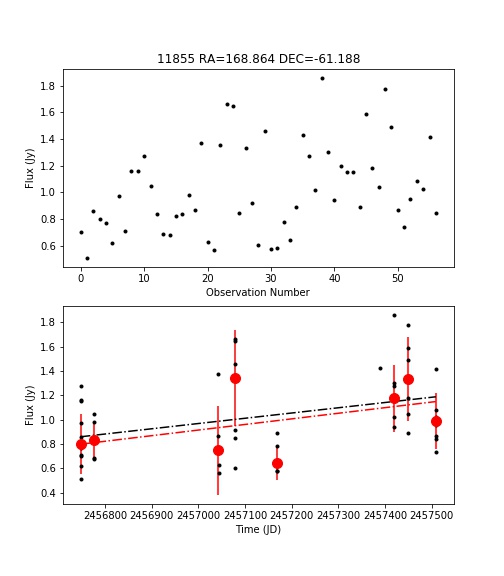 11855 RA=168.864 DEC=-61.188
1.8
1.6
1.4
1.2
1.0
0.8
0.6
Flux (Jy)
0 10 20 30 40 50
Observation Number
1.8
1.6
1.4
1.2
1.0
0.8
0.6
0.4
Flux (Jy)
2456800 2456900 2457000 2457100 2457200 2457300 2457400 2457500
Time (JD)